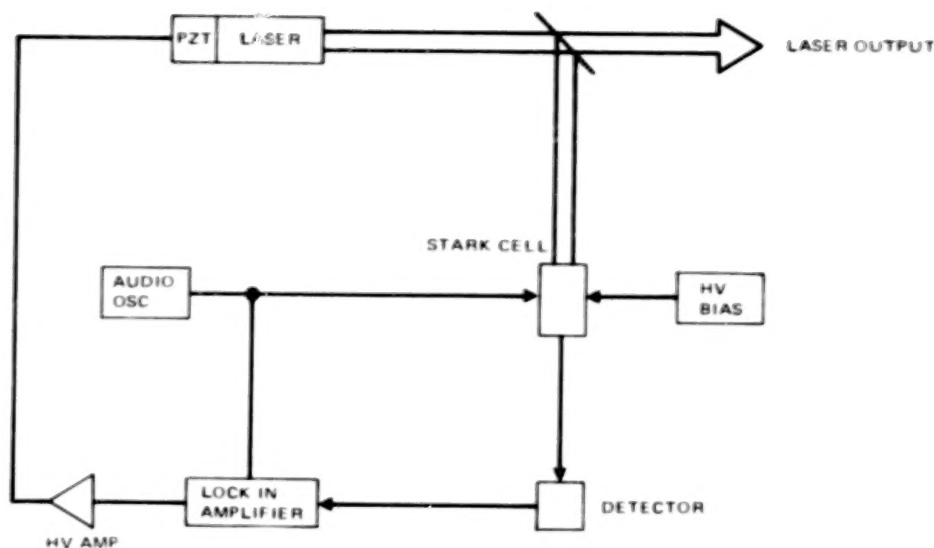 PZT LASER
LASER OUTPUT
STARK CELL
AUDIO
OSC
HV
BIAS
LOCK IN
AMPLIFIER
DETECTOR
HV AMP